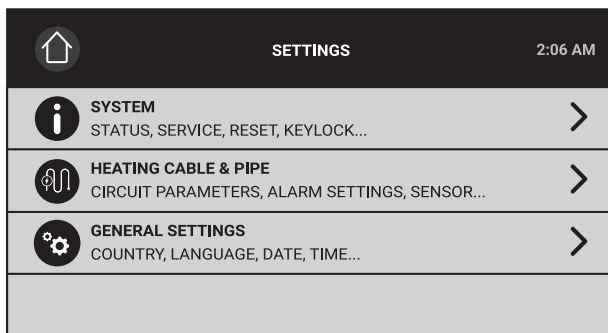 SETTINGS 2:06 AM
SYSTEM
STATUS, SERVICE, RESET, KEYLOCK...
HEATING CABLE & PIPE
CIRCUIT PARAMETERS, ALARM SETTINGS, SENSOR...
GENERAL SETTINGS
COUNTRY, LANGUAGE, DATE, TIME...